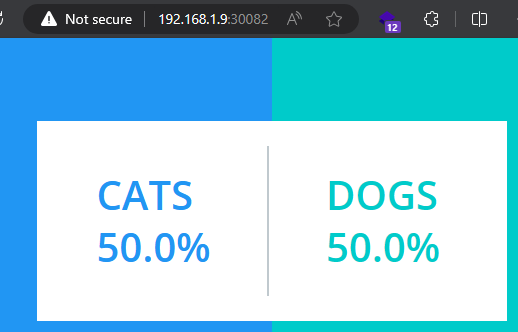 Not secure 192.168.1.9:30082
12
CATS
50.0%
DOGS
50.0%